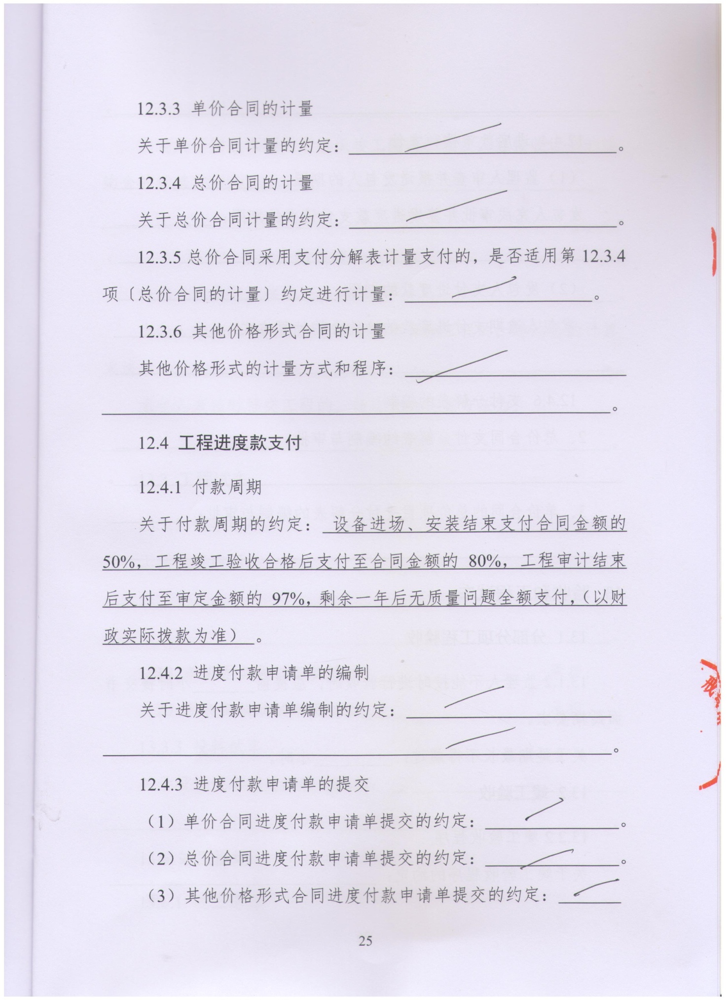 12.3.3 单价合同的计量
关于单价合同计量的约定：/。
12.3.4 总价合同的计量
关于总价合同计量的约定：/。
12.3.5 总价合同采用支付分解表计量支付的，是否适用第 12.3.4
项〔总价合同的计量〕约定进行计量：/。
12.3.6 其他价格形式合同的计量
其他价格形式的计量方式和程序：/
。
12.4 工程进度款支付
12.4.1 付款周期
关于付款周期的约定： 设备进场、安装结束支付合同金额的
50%，工程竣工验收合格后支付至合同金额的 80%，工程审计结束
后支付至审定金额的 97%，剩余一年后无质量问题全额支付，（以财
政实际拨款为准） 。
12.4.2 进度付款申请单的编制
关于进度付款申请单编制的约定：/
/。
12.4.3 进度付款申请单的提交
（1）单价合同进度付款申请单提交的约定：/。
（2）总价合同进度付款申请单提交的约定：/。
（3）其他价格形式合同进度付款申请单提交的约定：/
25